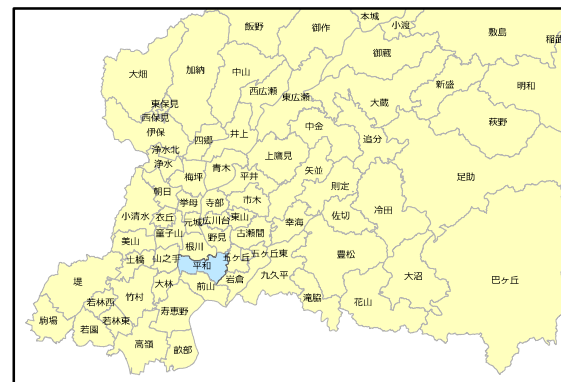 本城
小渡
飯野
御作
敷島
稲武
御蔵
大畑
加納
中山
西広瀬
東広瀬
新盛
明和
東保見
西保見
大蔵
萩野
伊保
四郷
井上
中金
追分
浄水北
浄水
上鷹見
矢並
足助
梅坪
青木
平井
則定
朝日
挙母
寺部
市木
小清水
衣丘
元城
広川台
東山
幸海
佐切
冷田
童子山
野見
古瀬間
美山
根川
五ケ丘
五ケ丘東
豊松
土橋
山之手
平和
九久平
大沼
巴ケ丘
堤
大林
前山
岩倉
竹村
若林西
滝脇
花山
駒場
若園
若林東
寿恵野
高嶺
畝部